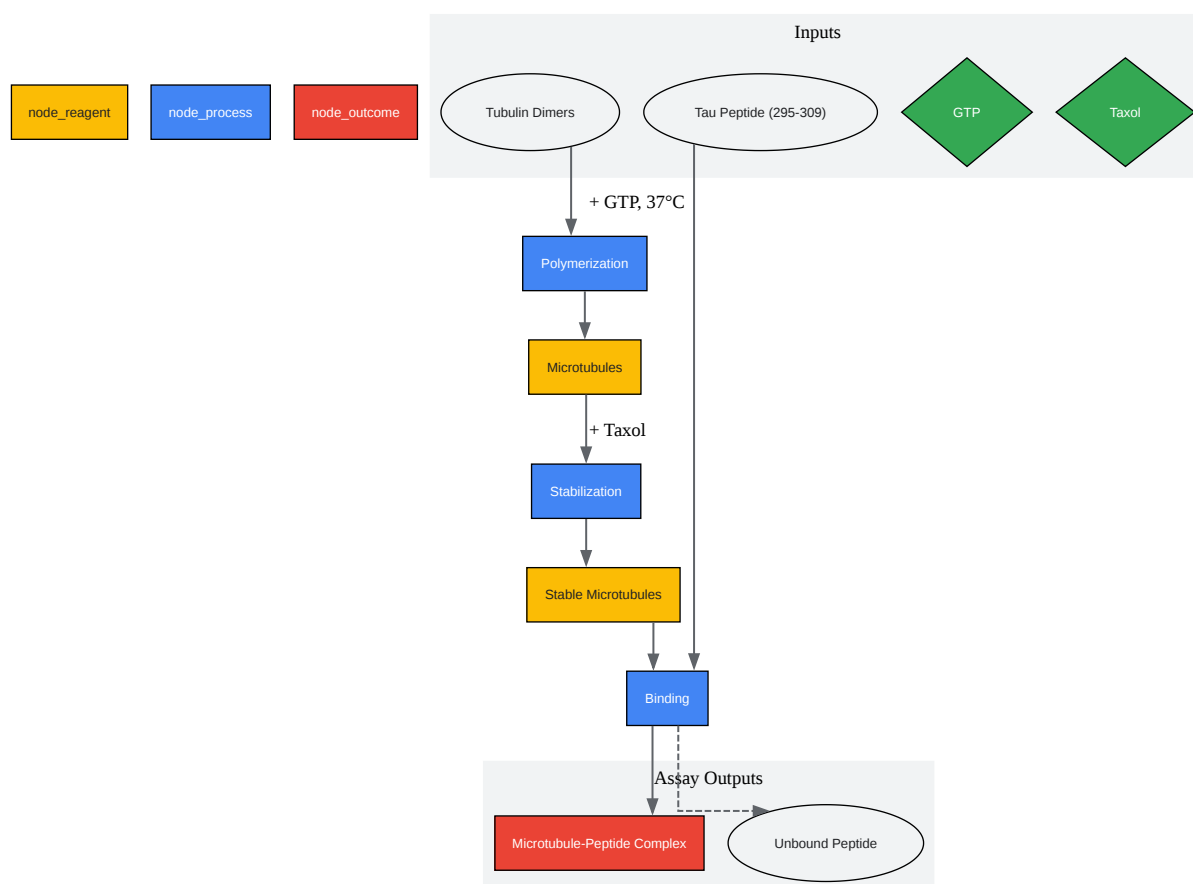 Inputs
node_reagent
node_process
node_outcome
Tubulin Dimers
Tau Peptide (295-309)
GTP
Taxol
+ GTP, 37°C
Polymerization
Microtubules
+ Taxol
Stabilization
Stable Microtubules
Binding
Assay Outputs
Microtubule-Peptide Complex
Unbound Peptide